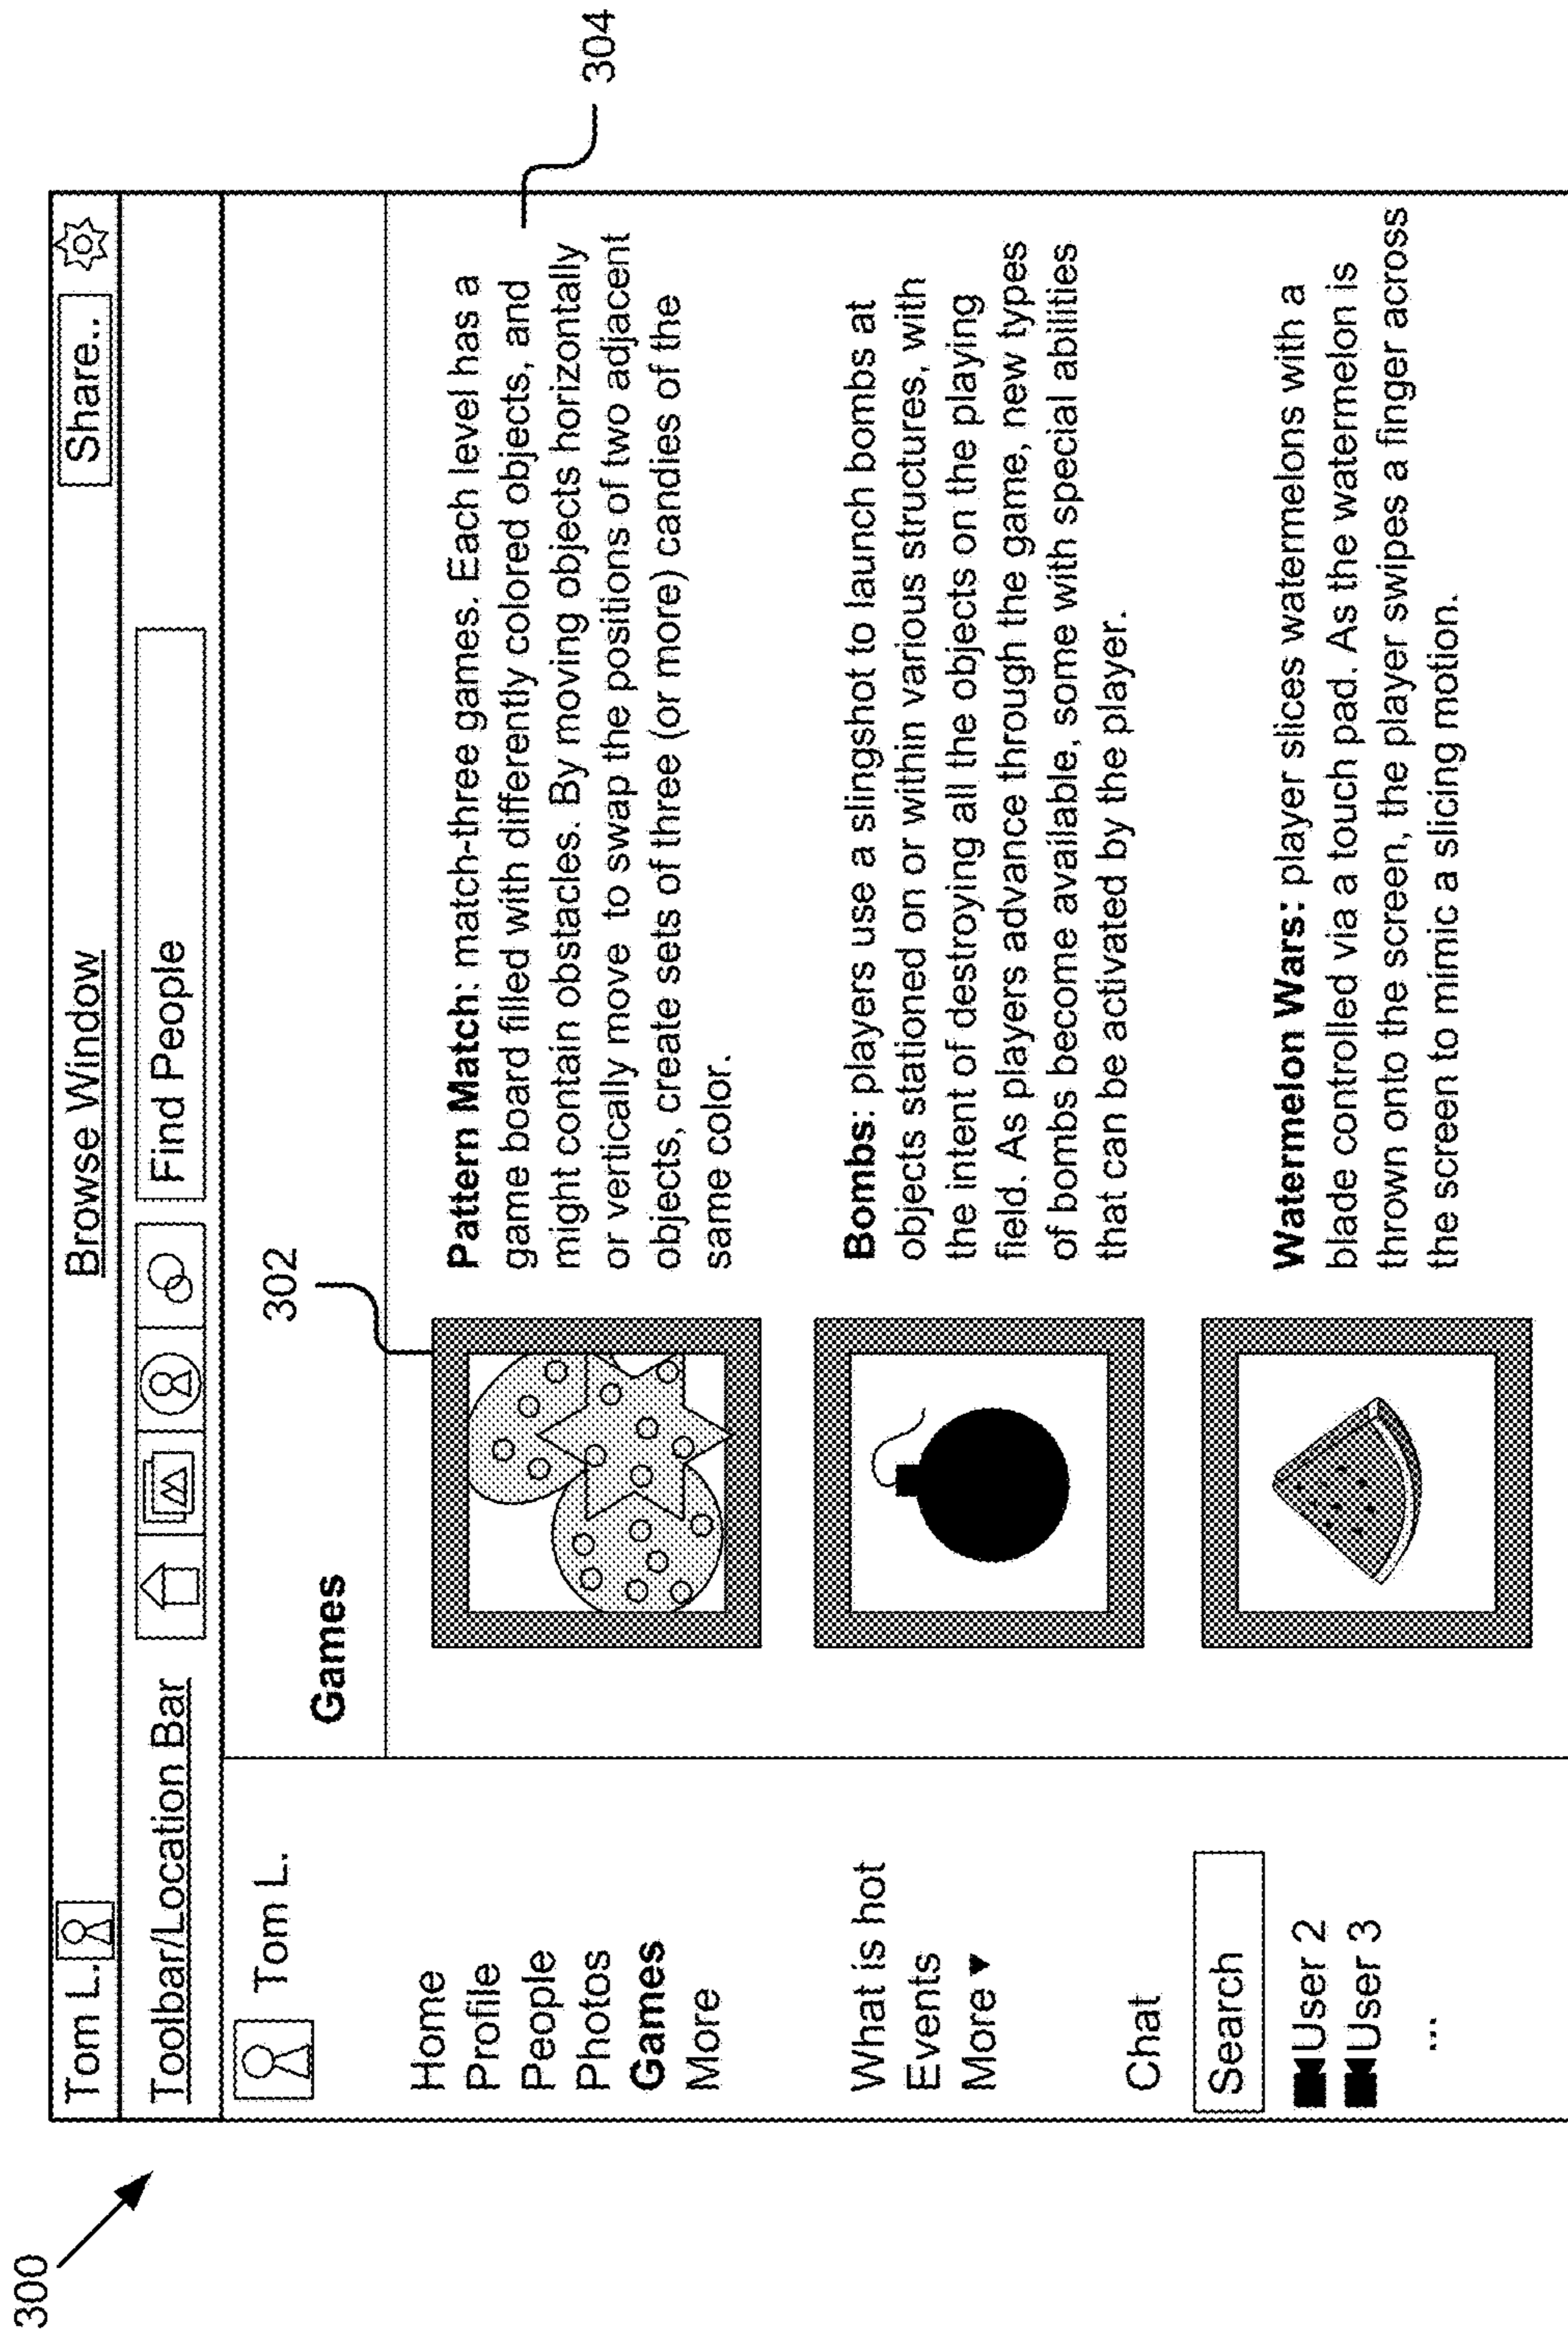 300
Tom L.
Browse Window
Share...
Toolbar/Location Bar
Find People
Tom L.
Home
Profile
People
Photos
Games
More
What is hot
Events
More ▾
Chat
Search
User 2
User 3
...
Games
302
304
Pattern Match: match-three games. Each level has a
game board filled with differently colored objects, and
might contain obstacles. By moving objects horizontally
or vertically move to swap the positions of two adjacent
objects, create sets of three (or more) candies of the
same color.
Bombs: players use a slingshot to launch bombs at
objects stationed on or within various structures, with
the intent of destroying all the objects on the playing
field. As players advance through the game, new types
of bombs become available, some with special abilities
that can be activated by the player.
Watermelon Wars: player slices watermelons with a
blade controlled via a touch pad. As the watermelon is
thrown onto the screen, the player swipes a finger across
the screen to mimic a slicing motion.